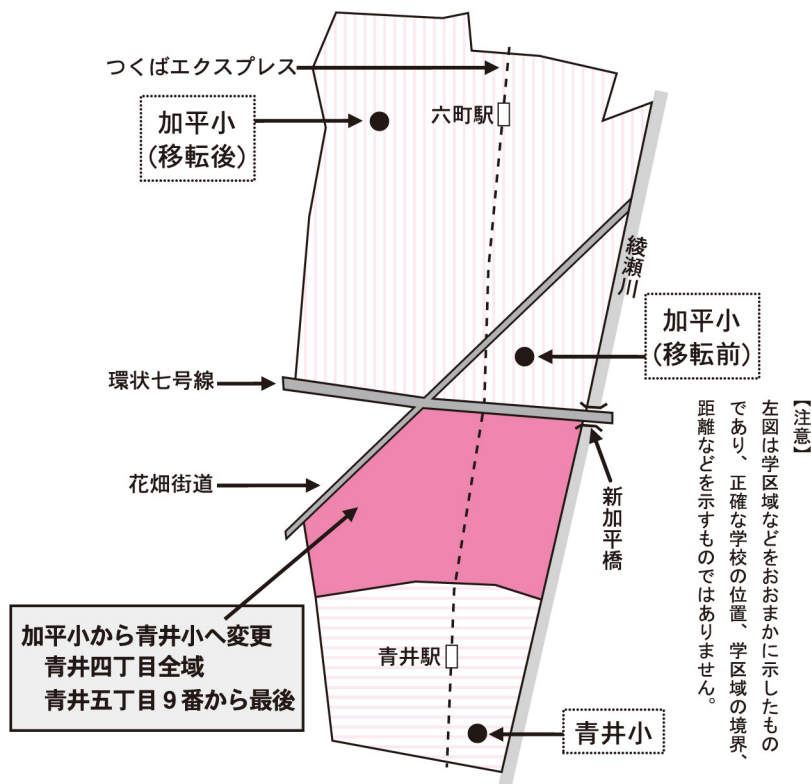 つくばエクスプレス
加平小
(移転後)
六町駅
綾瀬川
加平小
(移転前)
環状七号線
花畑街道
新加平橋
加平小から青井小へ変更
青井四丁目全域
青井五丁目9番から最後
青井駅
青井小
【注意】
左図は学区域などをおおまかに示したもの
であり、正確な学校の位置、学区域の境界、
距離などを示すものではありません。